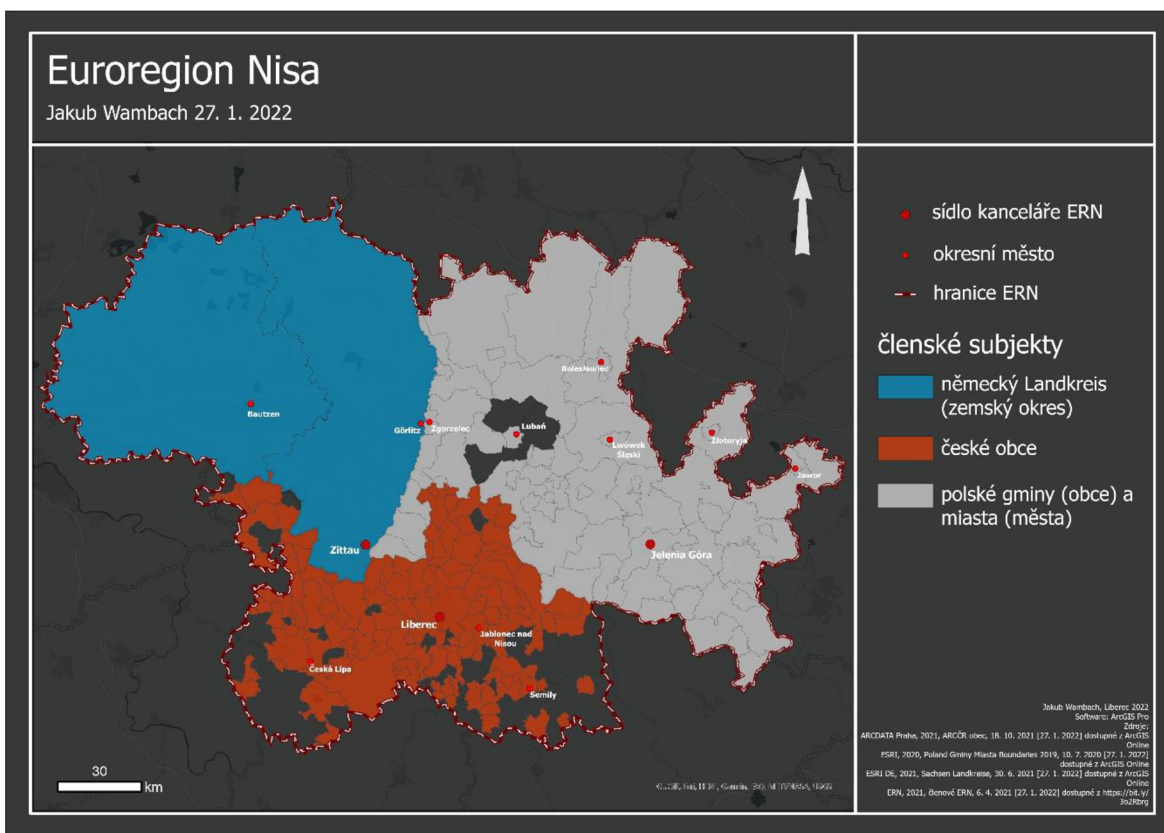 Euroregion Nisa
Jakub Wambach 27. 1. 2022
Bautzen
Görlitz
Zgorzelec
Bolesławiec
Lubań
Lwówek
Śląski
Złotoryja
Jawor
Zittau
Jelenia Góra
Liberec
Jablonec nad
Nisou
Česká Lípa
Semily
30
km
sídlo kanceláře ERN
okresní město
hranice ERN
členské subjekty
německý Landkreis
(zemský okres)
české obce
polské gminy (obce) a
miasta (města)
Jakub Wambach, Liberec 2022
Software: ArcGIS Pro
Zdroje:
ARCDATA Praha, 2021, ARCČR obec, 18. 10. 2021 [27. 1. 2022] dostupné z ArcGIS
Online
ESRI, 2020, Poland Gminy Miasta Boundaries 2019, 10. 7. 2020 [27. 1. 2022]
dostupné z ArcGIS Online
ESRI DE, 2021, Sachsen Landkreise, 30. 6. 2021 [27. 1. 2022] dostupné z ArcGIS
Online
ERN, 2021, členové ERN, 6. 4. 2021 [27. 1. 2022] dostupné z https://bit.ly/
3o2Rbrg